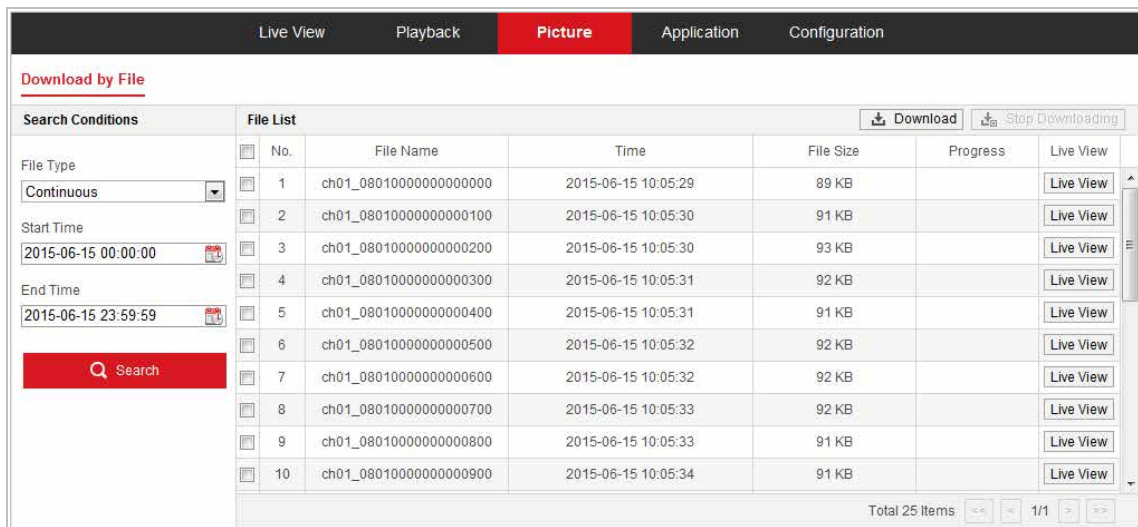 Live View Playback Picture Application Configuration
Download by File
Search Conditions
File Type
Continuous
Start Time
2015-06-15 00:00:00
End Time
2015-06-15 23:59:59
Search
File List Download Stop Downloading
No. File Name Time File Size Progress Live View
1 ch01_08010000000000000 2015-06-15 10:05:29 89 KB Live View
2 ch01_08010000000000100 2015-06-15 10:05:30 91 KB Live View
3 ch01_08010000000000200 2015-06-15 10:05:30 93 KB Live View
4 ch01_08010000000000300 2015-06-15 10:05:31 92 KB Live View
5 ch01_08010000000000400 2015-06-15 10:05:31 91 KB Live View
6 ch01_08010000000000500 2015-06-15 10:05:32 92 KB Live View
7 ch01_08010000000000600 2015-06-15 10:05:32 92 KB Live View
8 ch01_08010000000000700 2015-06-15 10:05:33 92 KB Live View
9 ch01_08010000000000800 2015-06-15 10:05:33 91 KB Live View
10 ch01_08010000000000900 2015-06-15 10:05:34 91 KB Live View
Total 25 Items << < 1/1 > >>